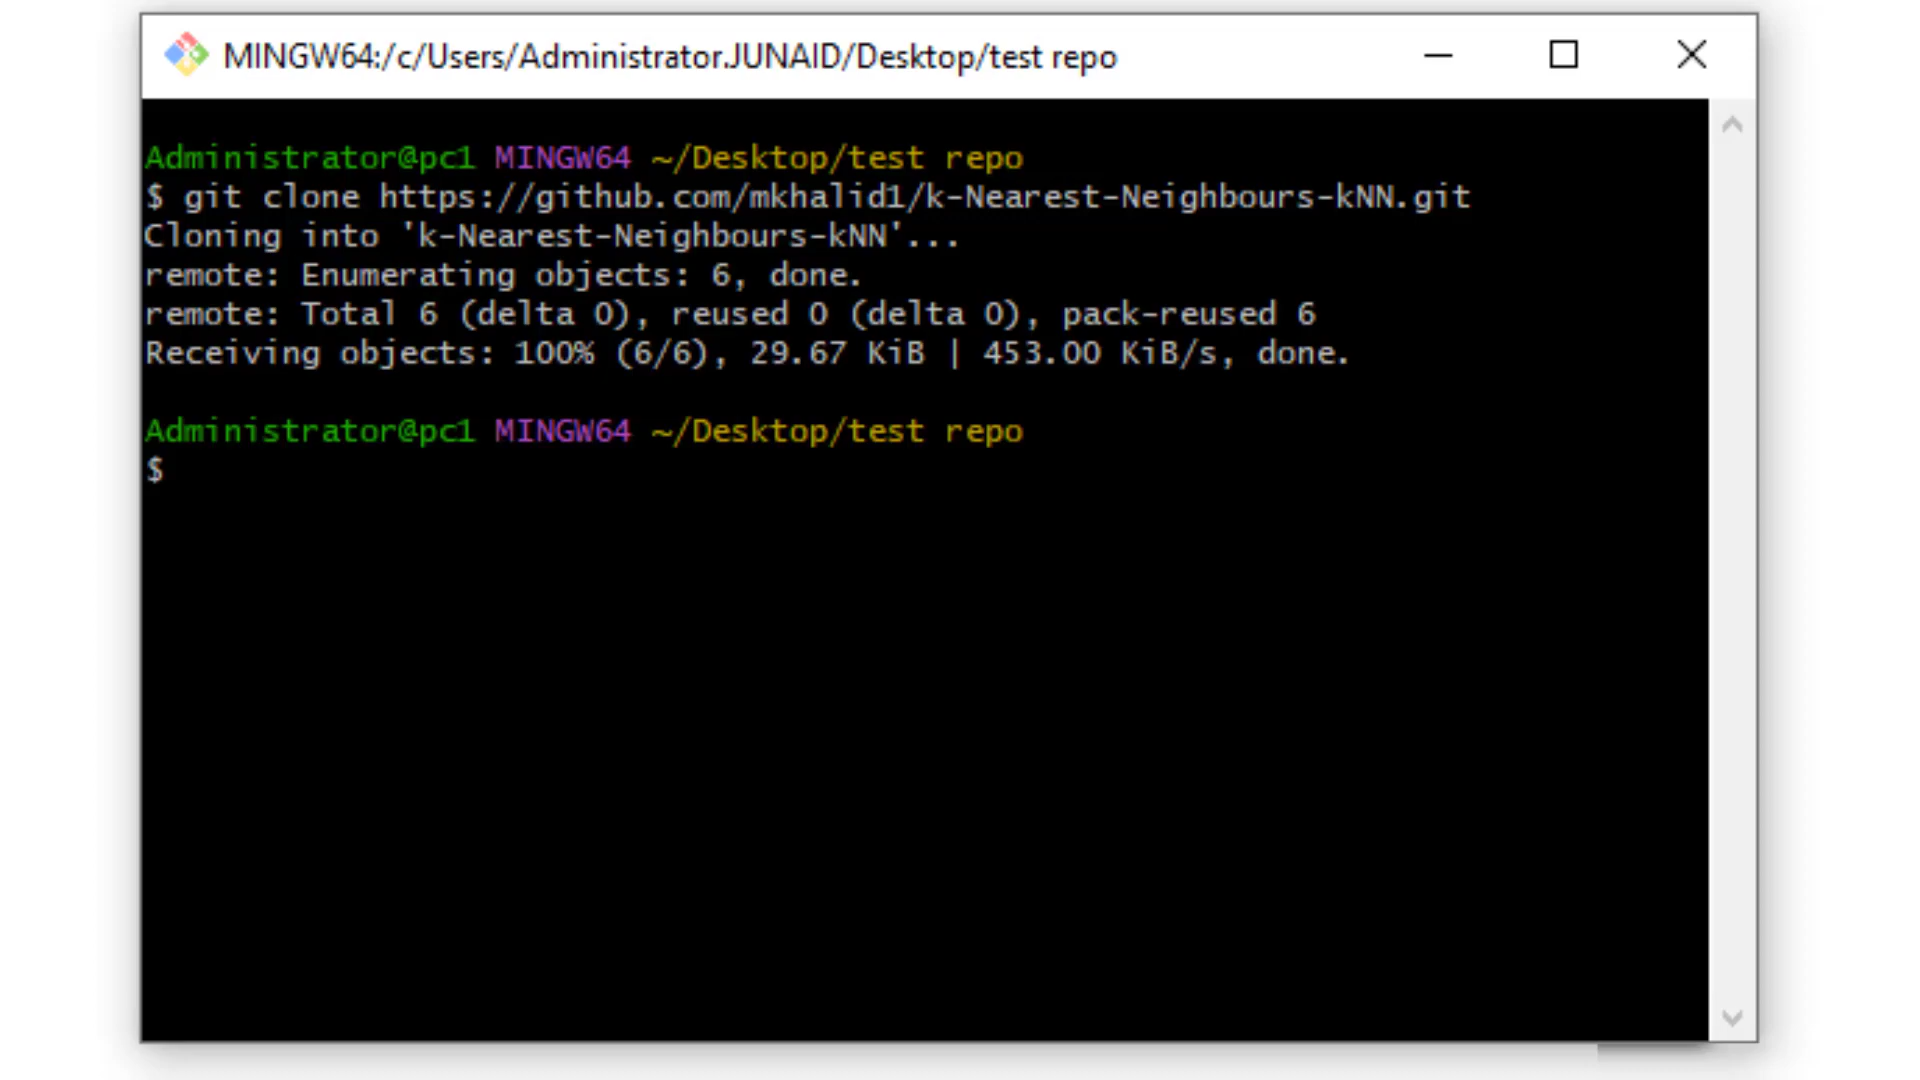 MINGW64:/c/Users/Administrator.JUNAID/Desktop/test repo
Administrator@pc1 MINGW64 ~/Desktop/test repo
$ git clone https://github.com/mkhalid1/k-Nearest-Neighbours-kNN.git
Cloning into 'k-Nearest-Neighbours-kNN'...
remote: Enumerating objects: 6, done.
remote: Total 6 (delta 0), reused 0 (delta 0), pack-reused 6
Receiving objects: 100% (6/6), 29.67 KiB | 453.00 KiB/s, done.
Administrator@pc1 MINGW64 ~/Desktop/test repo
$